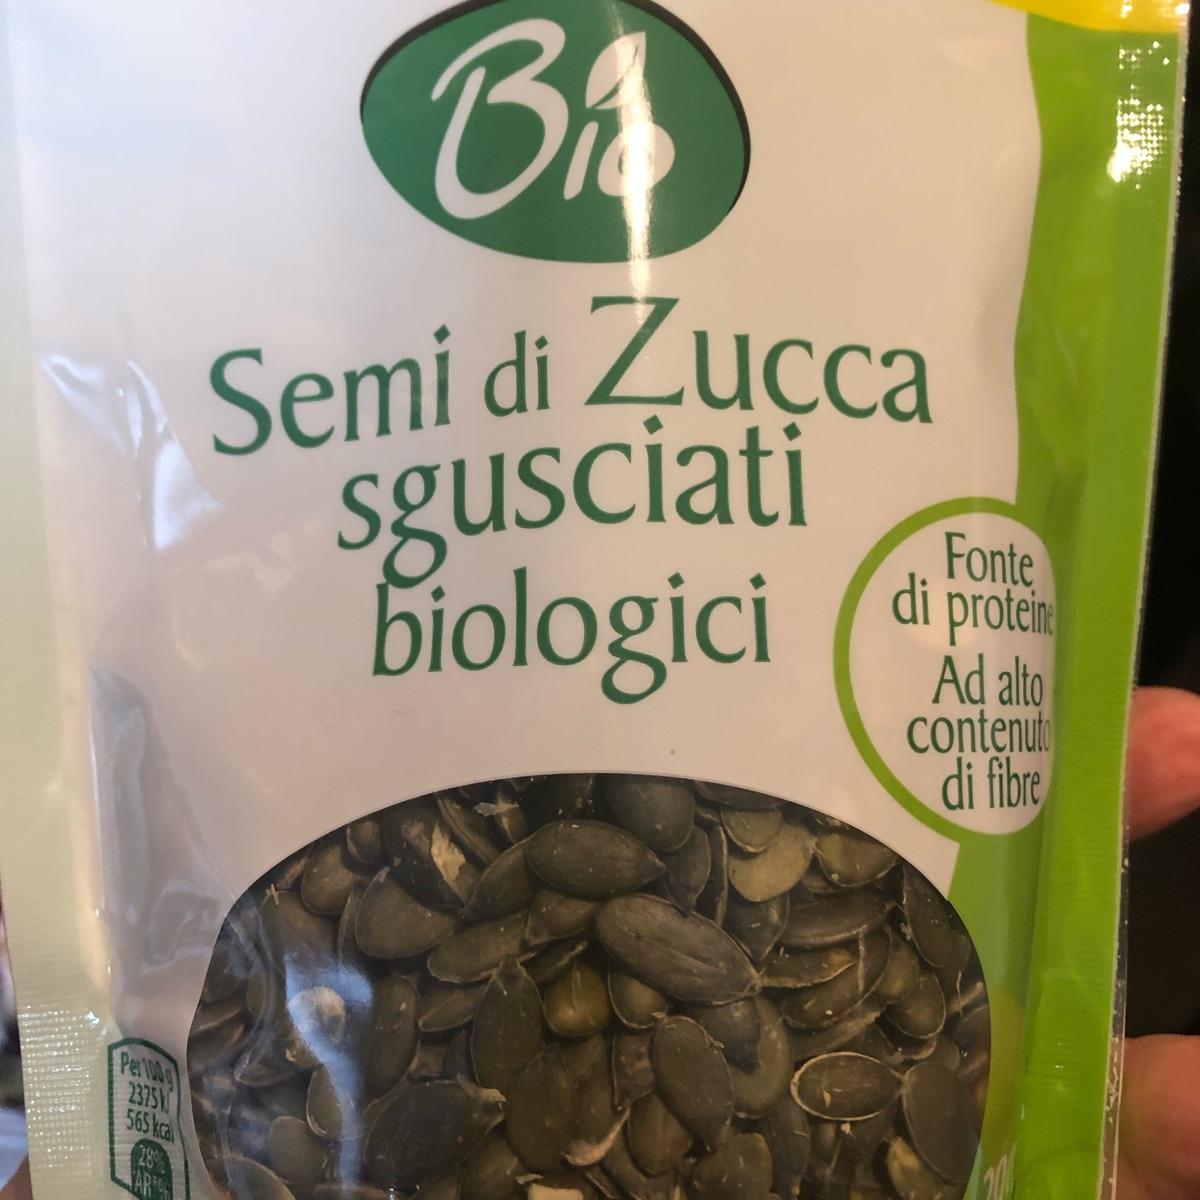 Bio
Semi di Zucca
sgusciati
biologici
Fonte
di proteine
Ad alto
contenuto
di fibre
Per 100 g
2375 kJ
565 kcal
28%